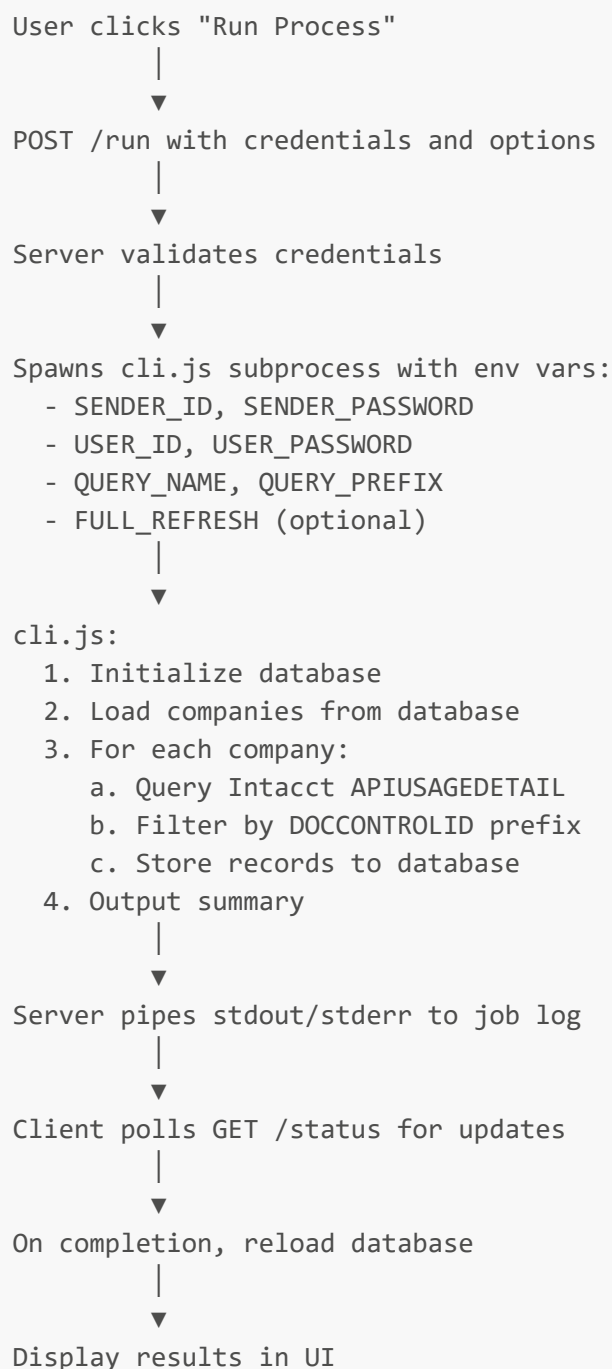 User clicks "Run Process"
│
▼
POST /run with credentials and options
│
▼
Server validates credentials
│
▼
Spawns cli.js subprocess with env vars:
- SENDER_ID, SENDER_PASSWORD
- USER_ID, USER_PASSWORD
- QUERY_NAME, QUERY_PREFIX
- FULL_REFRESH (optional)
│
▼
cli.js:
1. Initialize database
2. Load companies from database
3. For each company:
a. Query Intacct APIUSAGEDETAIL
b. Filter by DOCCONTROLID prefix
c. Store records to database
4. Output summary
│
▼
Server pipes stdout/stderr to job log
│
▼
Client polls GET /status for updates
│
▼
On completion, reload database
│
▼
Display results in UI